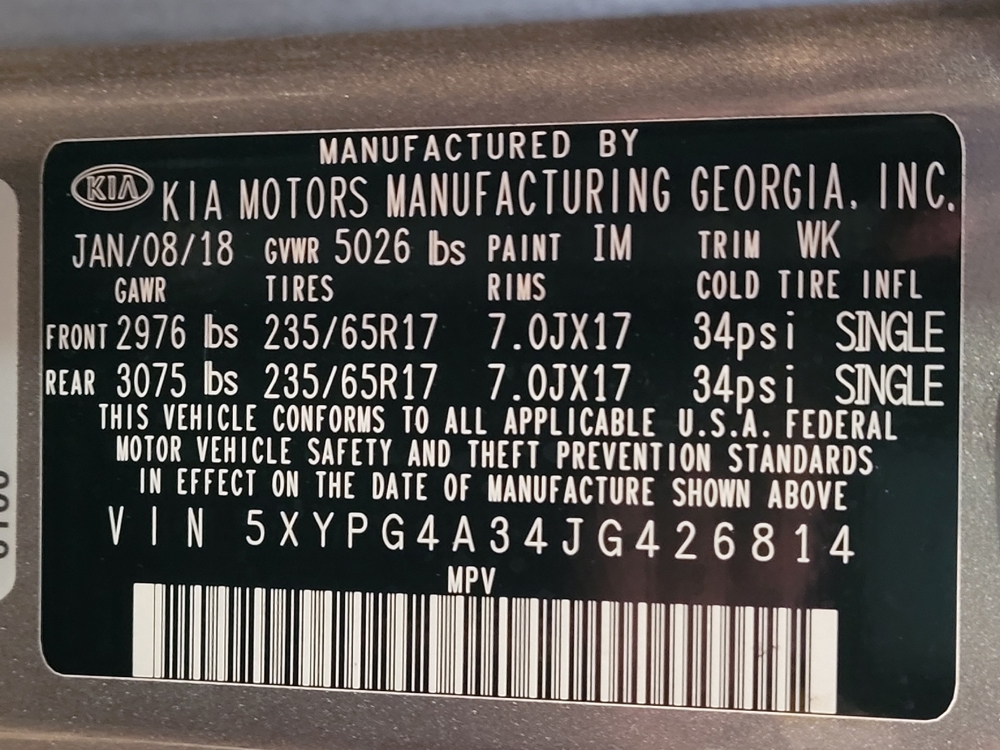 MANUFACTURED BY
KIA KIA MOTORS MANUFACTURING GEORGIA, INC.
JAN/08/18 GVWR 5026 lbs PAINT IM TRIM WK
GAWR TIRES RIMS COLD TIRE INFL
FRONT 2976 lbs 235/65R17 7.0JX17 34psi SINGLE
REAR 3075 lbs 235/65R17 7.0JX17 34psi SINGLE
THIS VEHICLE CONFORMS TO ALL APPLICABLE U.S.A. FEDERAL
MOTOR VEHICLE SAFETY AND THEFT PREVENTION STANDARDS
IN EFFECT ON THE DATE OF MANUFACTURE SHOWN ABOVE
VIN 5XYPG4A34JG426814
MPV